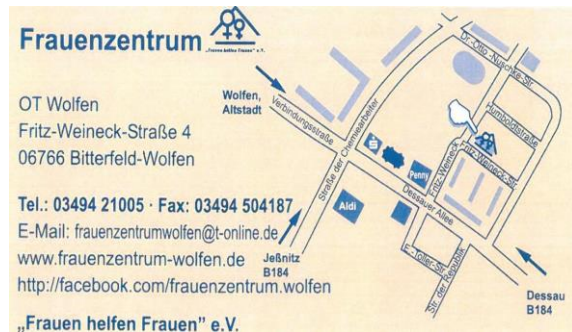 Frauenzentrum
„Frauen helfen Frauen" e.V.
OT Wolfen
Fritz-Weineck-Straße 4
06766 Bitterfeld-Wolfen
Tel.: 03494 21005 · Fax: 03494 504187
E-Mail: frauenzentrumwolfen@t-online.de
www.frauenzentrum-wolfen.de
http://facebook.com/frauenzentrum.wolfen
„Frauen helfen Frauen” e.V.
Wolfen,
Altstadt
Verbindungsstraße
Straße der Chemiearbeiter
Dr.-Otto-Nuschke-Str.
Humboldtstraße
Fritz-Weineck-Str.
Fritz-Weineck
Penny
Aldi
Dessauer Allee
E.-Toller-Str.
Str. der Republik
Jeßnitz
B184
Dessau
B184